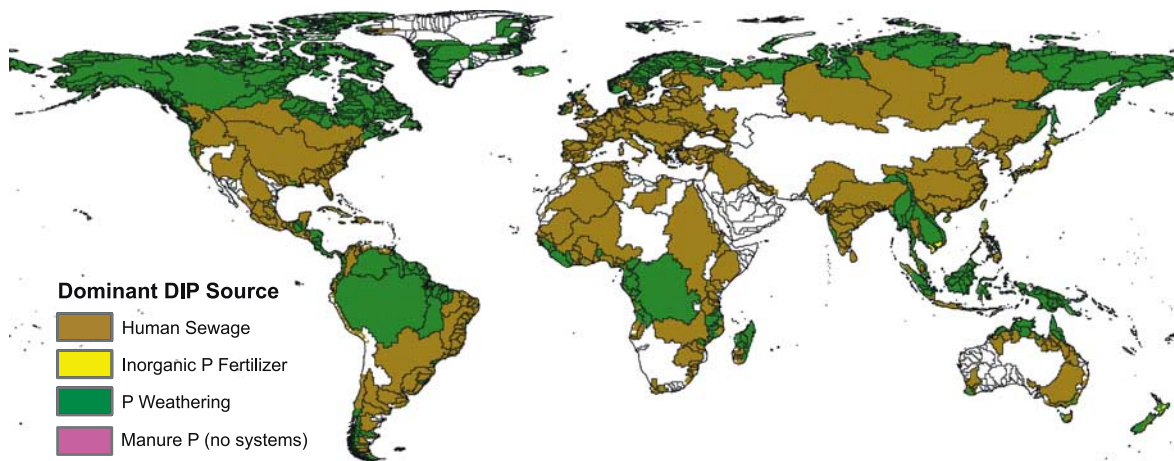 Dominant DIP Source
Human Sewage
Inorganic P Fertilizer
P Weathering
Manure P (no systems)